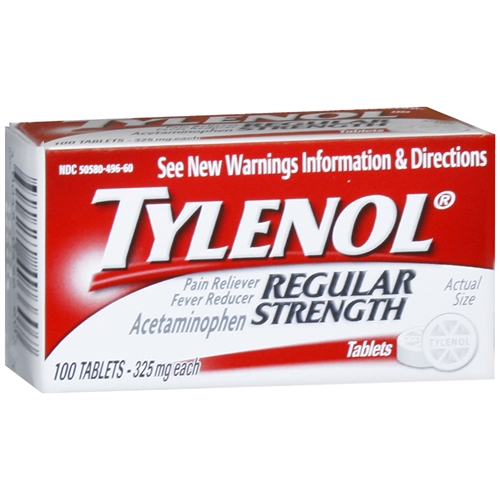 Tablets
NDC 50580-496-60
See New Warnings Information & Directions
TYLENOL®
Pain Reliever
Fever Reducer
Acetaminophen
REGULAR
STRENGTH
Actual
Size
Tablets
TYLENOL
100 TABLETS - 325 mg each